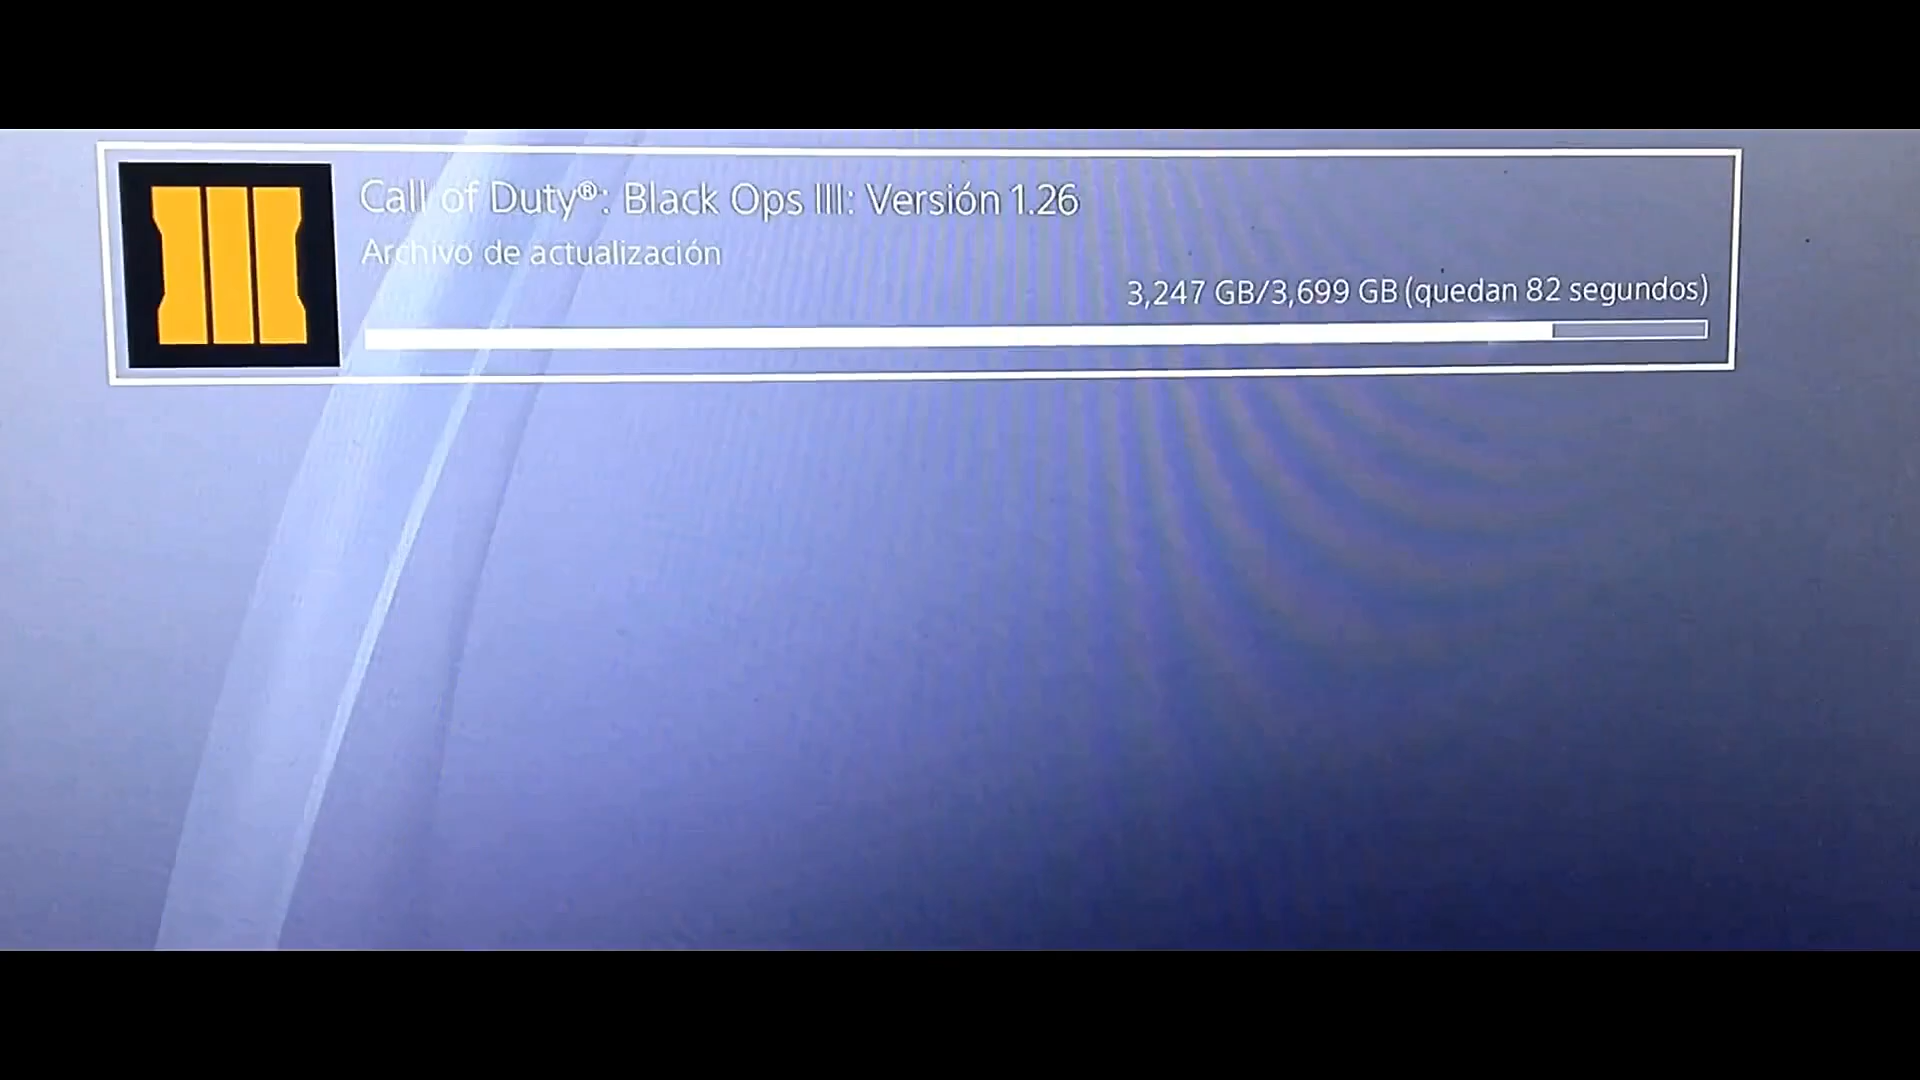 Call of Duty®: Black Ops III: Versión 1.26
Archivo de actualización
3,247 GB/3,699 GB (quedan 82 segundos)